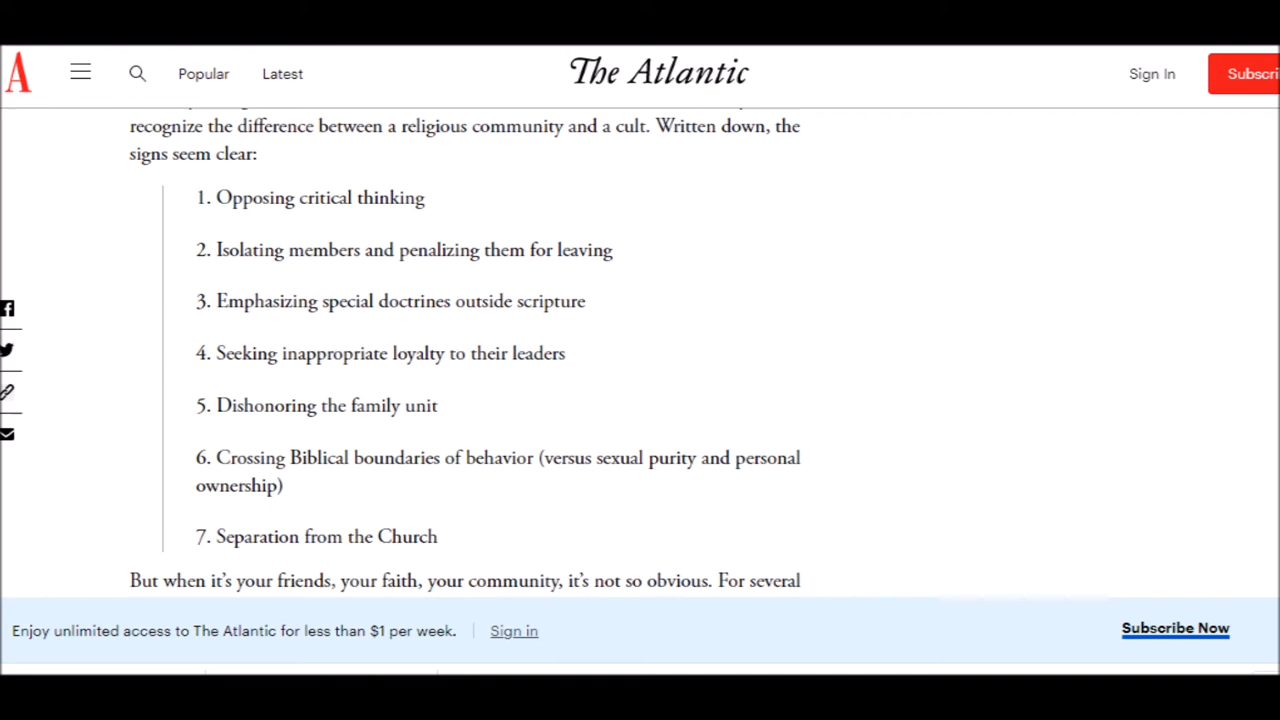 A
Popular
Latest
The Atlantic
Sign In
recognize the difference between a religious community and a cult. Written down, the
signs seem clear:
1. Opposing critical thinking
2. Isolating members and penalizing them for leaving
3. Emphasizing special doctrines outside scripture
4. Seeking inappropriate loyalty to their leaders
5. Dishonoring the family unit
6. Crossing Biblical boundaries of behavior (versus sexual purity and personal
ownership)
7. Separation from the Church
But when it's your friends, your faith, your community, it's not so obvious. For several
Enjoy unlimited access to The Atlantic for less than $1 per week.
Sign in
Subscribe Now